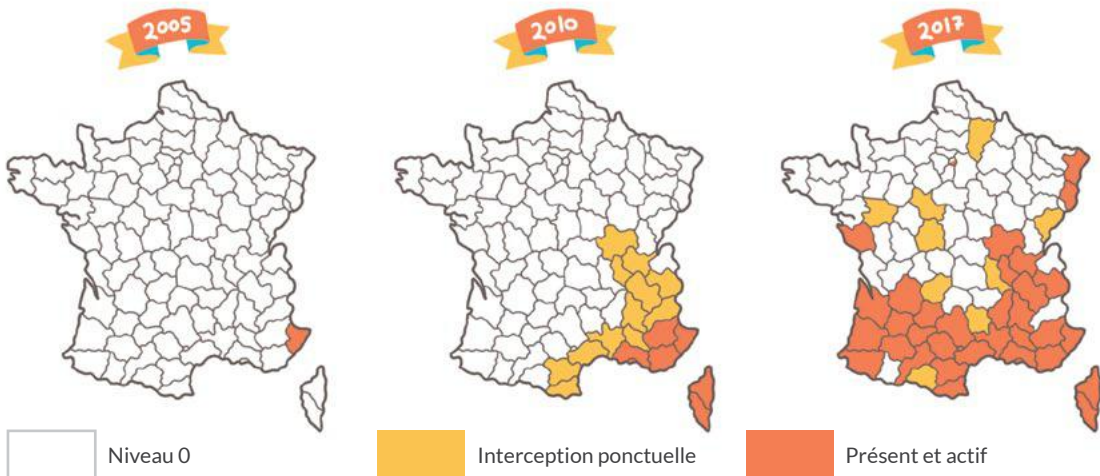 2005
2010
2017
Niveau 0
Interception ponctuelle
Présent et actif